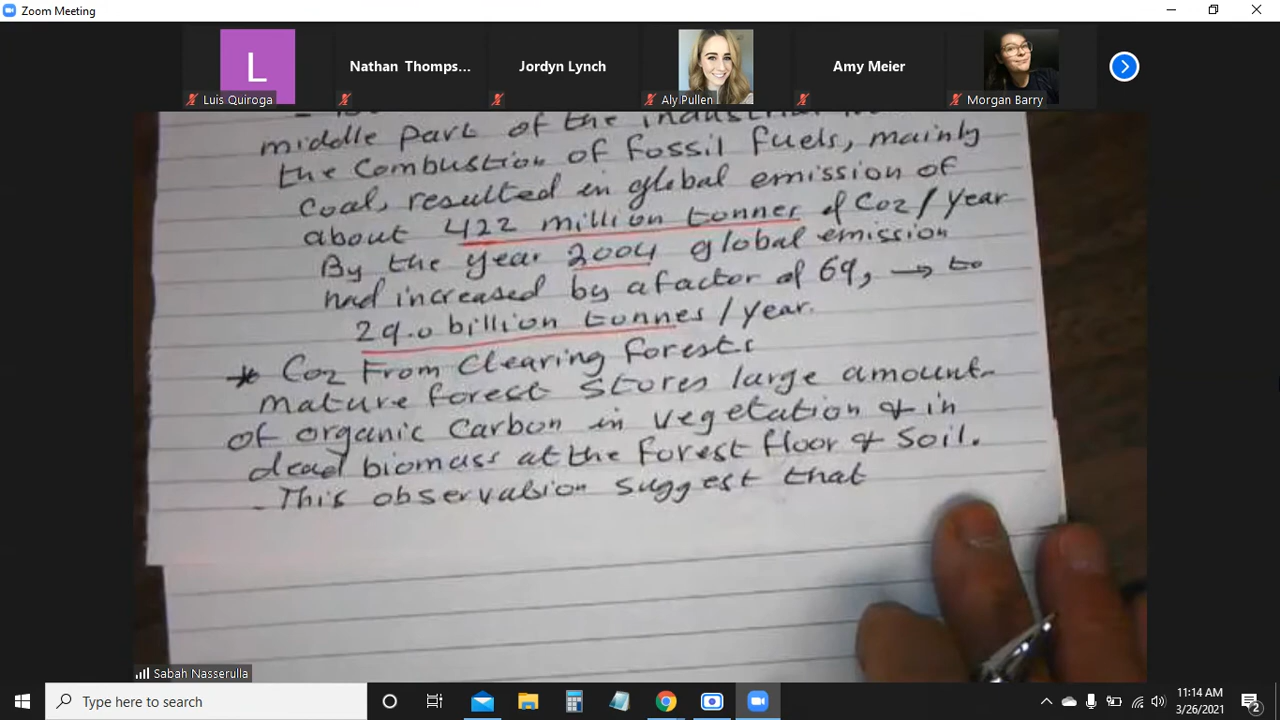 Zoom Meeting
L
Luis Quiroga
Nathan Thomps...
Jordyn Lynch
Aly Pullen
Amy Meier
Morgan Barry
middle part of the industrial
the combustion of fossil fuels, mainly
Coal, resulted in global emission of
about 422 million tonner of Co2 / year
By the year 2004 global emission
had increased by a factor of 69, → to
29.0 billion tonnes / year.
* Co2 From Clearing Forests
mature forest stores large amount
of organic Carbon in vegetation & in
dead biomass at the forest floor & Soil.
- This observation suggest that
Sabah Nasserulla
Type here to search
11:14 AM
3/26/2021
2